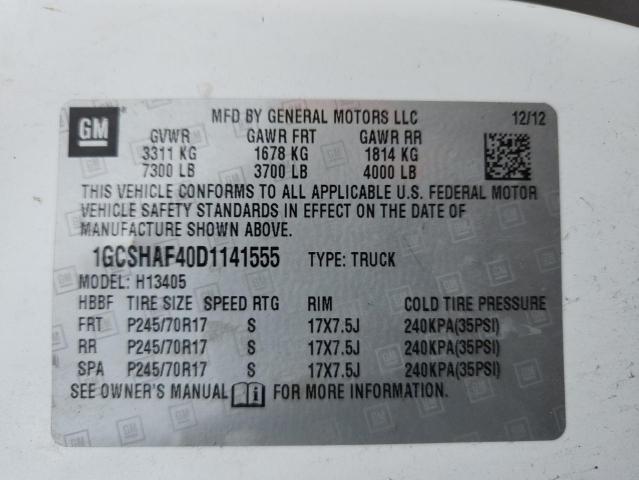 GM MFD BY GENERAL MOTORS LLC 12/12
GVWR GAWR FRT GAWR RR
3311 KG 1678 KG 1814 KG
7300 LB 3700 LB 4000 LB
THIS VEHICLE CONFORMS TO ALL APPLICABLE U.S. FEDERAL MOTOR
VEHICLE SAFETY STANDARDS IN EFFECT ON THE DATE OF
MANUFACTURE SHOWN ABOVE.
1GCSHAF40D1141555 TYPE: TRUCK
MODEL: H13405
HBBF TIRE SIZE SPEED RTG RIM COLD TIRE PRESSURE
FRT P245/70R17 S 17X7.5J 240KPA(35PSI)
RR P245/70R17 S 17X7.5J 240KPA(35PSI)
SPA P245/70R17 S 17X7.5J 240KPA(35PSI)
SEE OWNER'S MANUAL i FOR MORE INFORMATION.